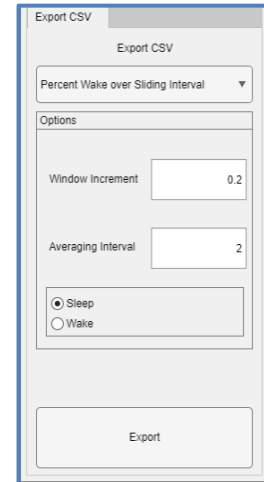 Export CSV
Export CSV
Percent Wake over Sliding Interval
Options
Window Increment 0.2
Averaging Interval 2
Sleep
Wake
Export